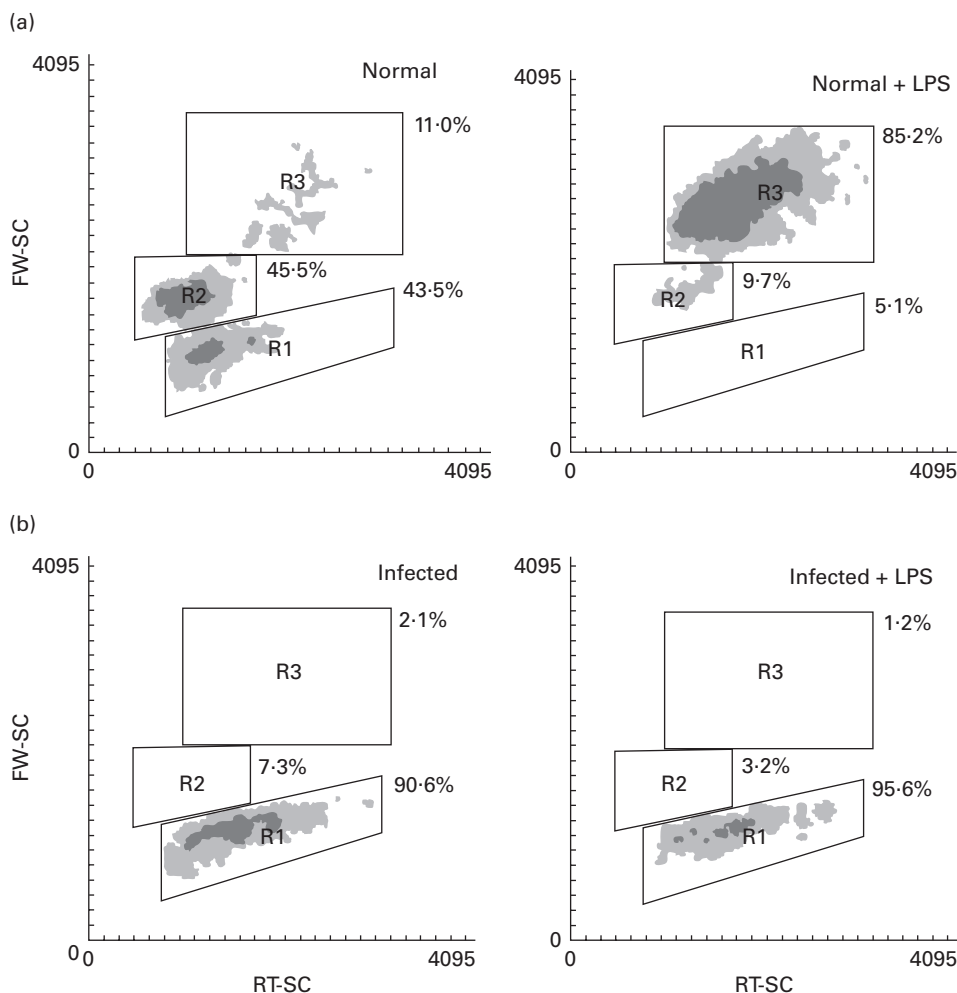 (a)
4095
Normal
11·0%
R3
45·5%
R2
43·5%
R1
FW-SC
0
0
4095
4095
Normal + LPS
85·2%
R3
9·7%
R2
5·1%
R1
0
0
4095
(b)
4095
Infected
2·1%
R3
7·3%
R2
90·6%
R1
FW-SC
0
0
4095
RT-SC
4095
Infected + LPS
1·2%
R3
3·2%
R2
95·6%
R1
0
0
4095
RT-SC